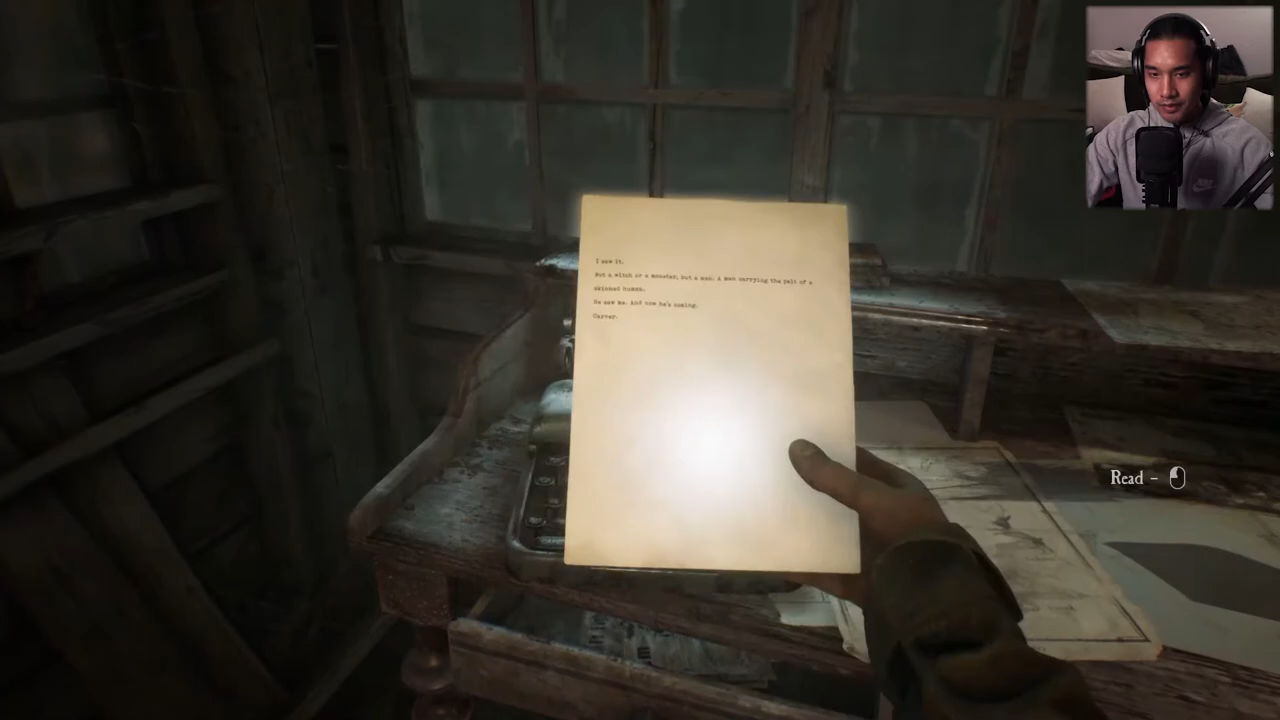 I saw it.
Not a witch or a monster, but a man. A man carrying the pelt of a
skinned human.
He saw me. And now he's coming.
Carver.
Read -